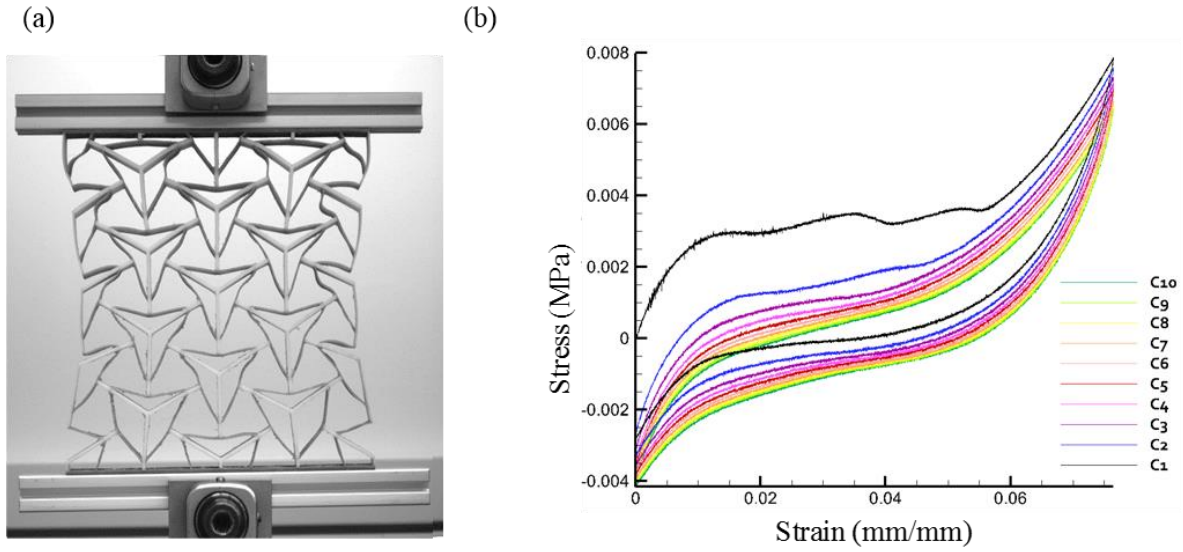 (a)
(b)
0.008
0.006
0.004
0.002
0
-0.002
-0.004
Stress (MPa)
0
0.02
0.04
0.06
Strain (mm/mm)
C10
C9
C8
C7
C6
C5
C4
C3
C2
C1